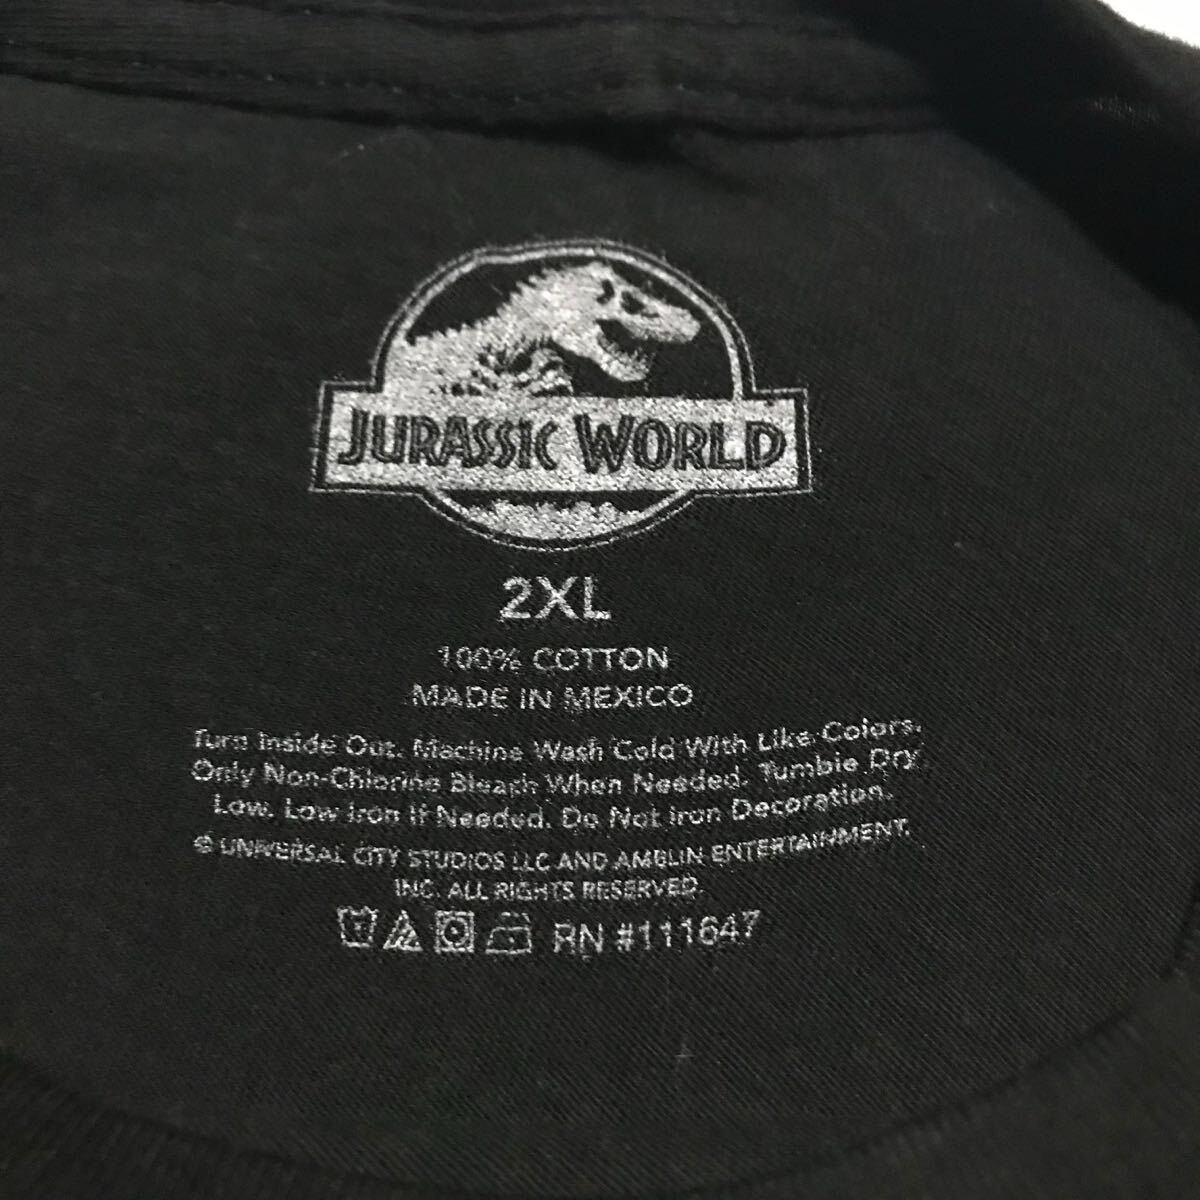 JURASSIC WORLD
2XL
100% COTTON
MADE IN MEXICO
Turn Inside Out. Machine Wash Cold With Like Colors.
Only Non-Chlorine Bleach When Needed. Tumble Dry
Low. Low Iron If Needed. Do Not Iron Decoration.
© UNIVERSAL CITY STUDIOS LLC AND AMBLIN ENTERTAINMENT,
INC. ALL RIGHTS RESERVED.
RN #111647